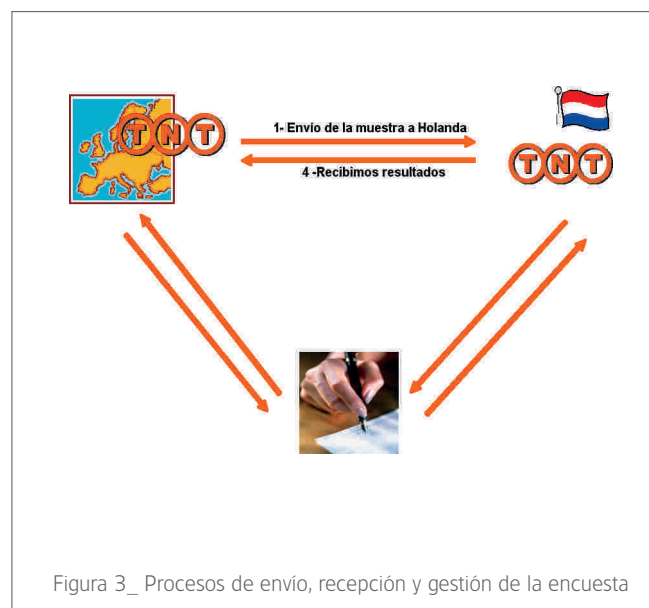 TNT
1- Envío de la muestra a Holanda
4 -Recibimos resultados
TNT
Figura 3_ Procesos de envío, recepción y gestión de la encuesta